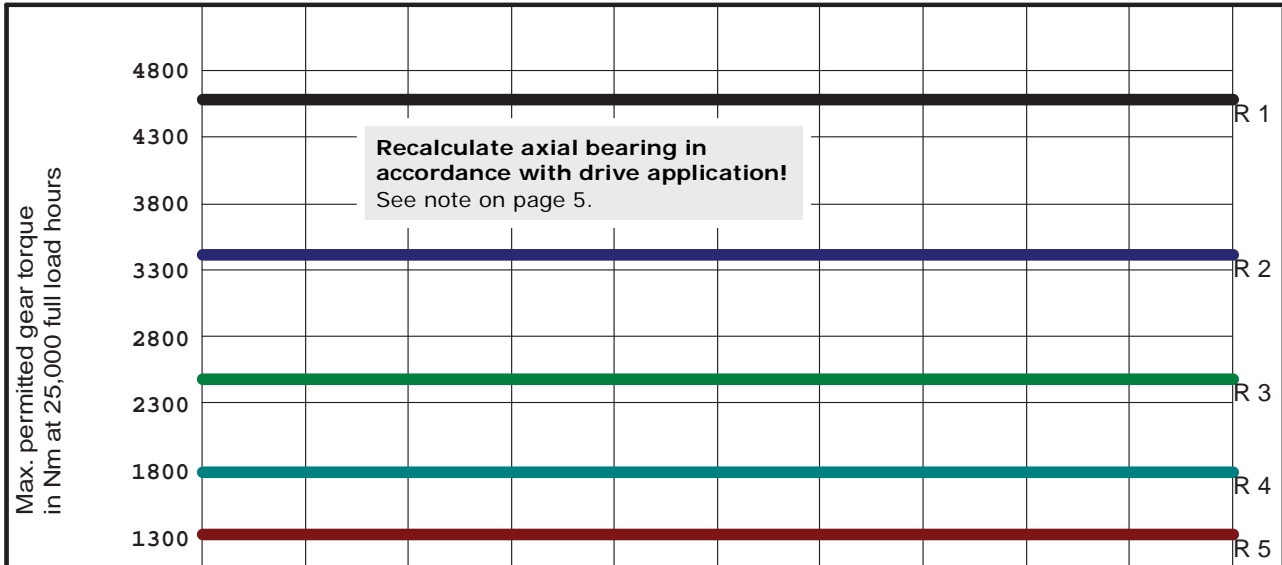 Max. permitted gear torque
in Nm at 25,000 full load hours
4800
R 1
4300
Recalculate axial bearing in
accordance with drive application!
See note on page 5.
3800
R 2
3300
2800
R 3
2300
1800
R 4
1300
R 5